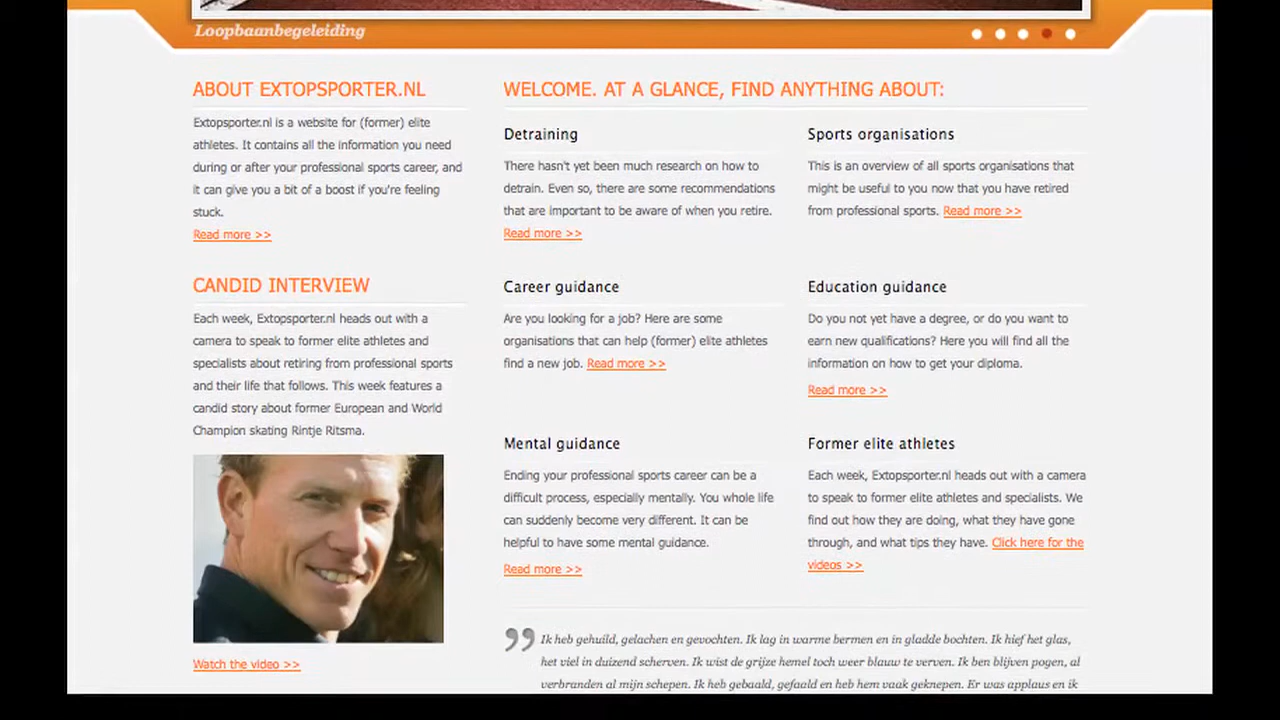 Loopbaanbegeleiding
ABOUT EXTOPSPORTER.NL
Extopsporter.nl is a website for (former) elite
athletes. It contains all the information you need
during or after your professional sports career, and
it can give you a bit of a boost if you're feeling
stuck.
Read more >>
CANDID INTERVIEW
Each week, Extopsporter.nl heads out with a
camera to speak to former elite athletes and
specialists about retiring from professional sports
and their life that follows. This week features a
candid story about former European and World
Champion skating Rintje Ritsma.
Watch the video >>
WELCOME. AT A GLANCE, FIND ANYTHING ABOUT:
Detraining
There hasn't yet been much research on how to
detrain. Even so, there are some recommendations
that are important to be aware of when you retire.
Read more >>
Sports organisations
This is an overview of all sports organisations that
might be useful to you now that you have retired
from professional sports. Read more >>
Career guidance
Are you looking for a job? Here are some
organisations that can help (former) elite athletes
find a new job. Read more >>
Education guidance
Do you not yet have a degree, or do you want to
earn new qualifications? Here you will find all the
information on how to get your diploma.
Read more >>
Mental guidance
Ending your professional sports career can be a
difficult process, especially mentally. You whole life
can suddenly become very different. It can be
helpful to have some mental guidance.
Read more >>
Former elite athletes
Each week, Extopsporter.nl heads out with a camera
to speak to former elite athletes and specialists. We
find out how they are doing, what they have gone
through, and what tips they have. Click here for the
videos >>
Ik heb gehuild, gelachen en gevochten. Ik lag in warme bermen en in gladde bochten. Ik hief het glas,
het viel in duizend scherven. Ik wist de grijze hemel toch weer blauw te verven. Ik ben blijven pogen, al
verbranden al mijn schepen. Ik heb gebaald, gefaald en heb hem vaak geknepen. Er was applaus en ik